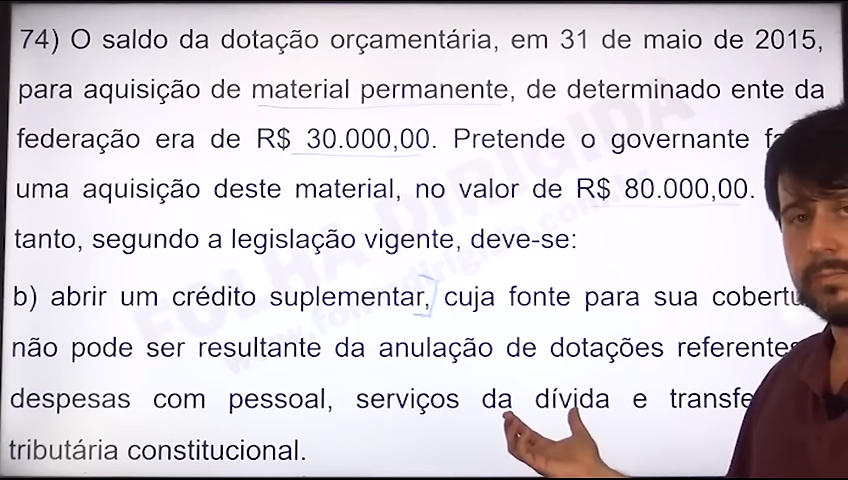 74) O saldo da dotação orçamentária, em 31 de maio de 2015,
para aquisição de material permanente, de determinado ente da
federação era de R$ 30.000,00. Pretende o governante
uma aquisição deste material, no valor de R$ 80.000,00.
tanto, segundo a legislação vigente, deve-se:
b) abrir um crédito suplementar, cuja fonte para sua
não pode ser resultante da anulação de dotações referentes
despesas com pessoal, serviços da dívida e
tributária constitucional.
FOLHA DIRIGIDA